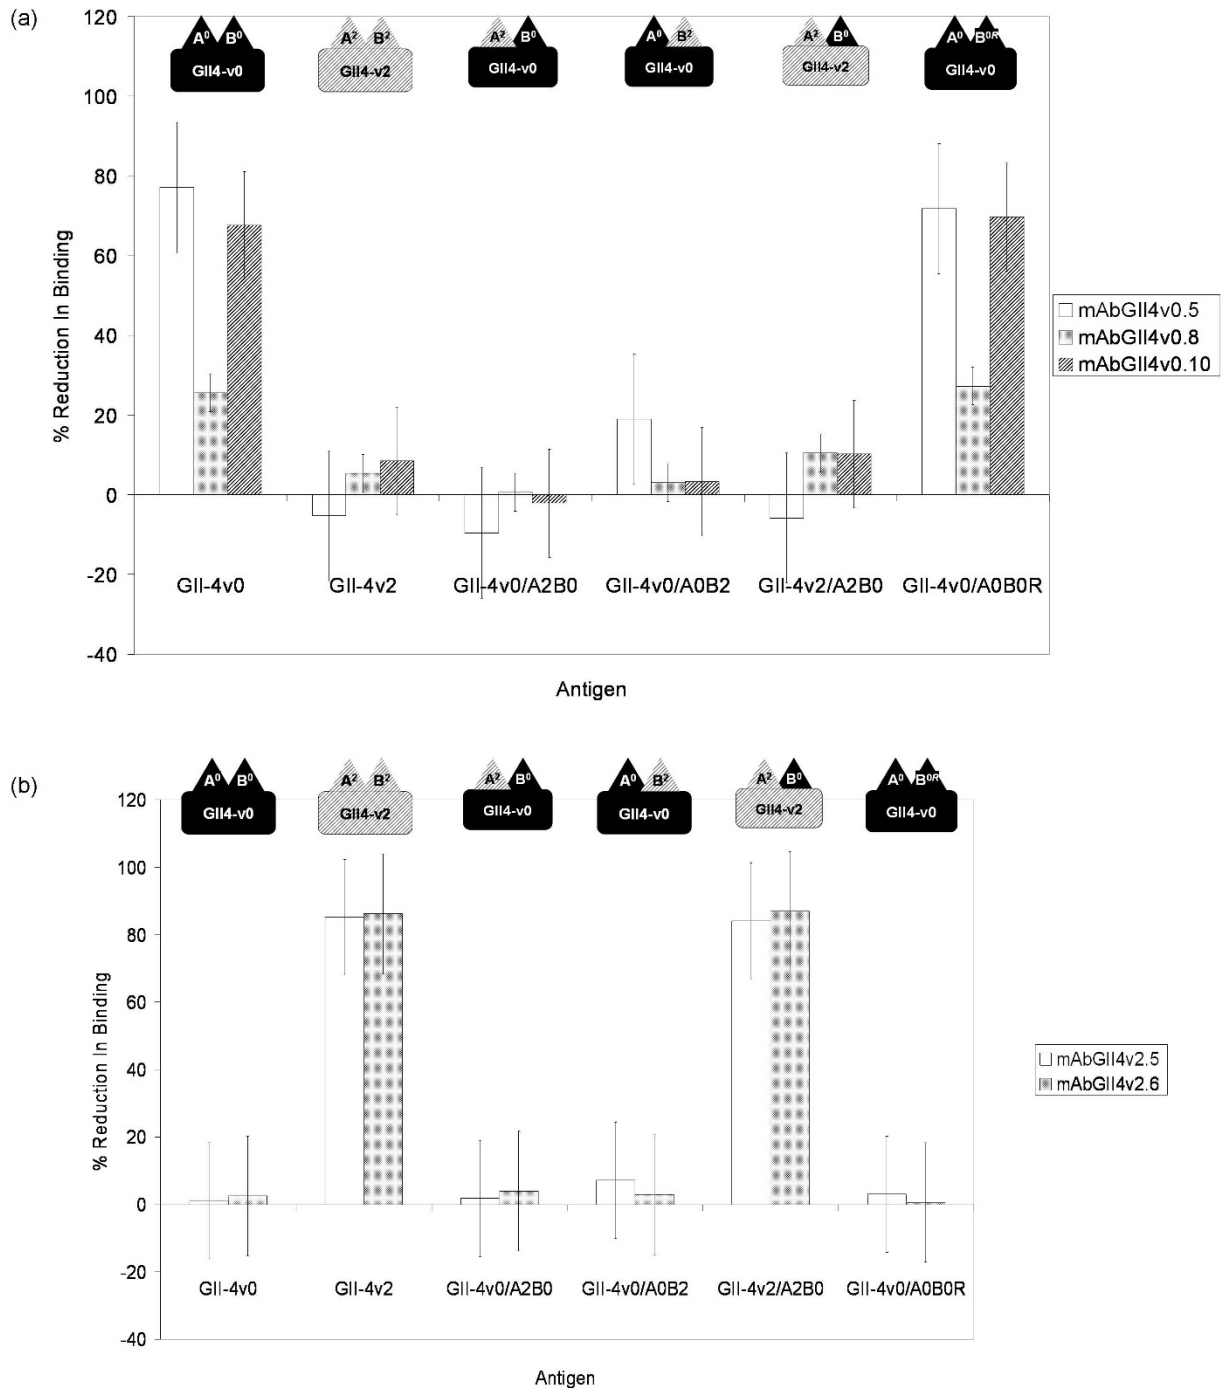 (a)
A⁰ B⁰ A² B² A² B⁰ A⁰ B² A² B⁰ A⁰ B⁰ᴿ
GII4-v0 GII4-v2 GII4-v0 GII4-v0 GII4-v2 GII4-v0
120
100
80
60
40
20
0
-20
-40
% Reduction In Binding
mAbGII4v0.5
mAbGII4v0.8
mAbGII4v0.10
GII-4v0 GII-4v2 GII-4v0/A2B0 GII-4v0/A0B2 GII-4v2/A2B0 GII-4v0/A0B0R
Antigen
(b)
A⁰ B⁰ A² B² A² B⁰ A⁰ B² A² B⁰ A⁰ B⁰ᴿ
GII4-v0 GII4-v2 GII4-v0 GII4-v0 GII4-v2 GII4-v0
120
100
80
60
40
20
0
-20
-40
% Reduction In Binding
mAbGII4v2.5
mAbGII4v2.6
GII-4v0 GII-4v2 GII-4v0/A2B0 GII-4v0/A0B2 GII-4v2/A2B0 GII-4v0/A0B0R
Antigen